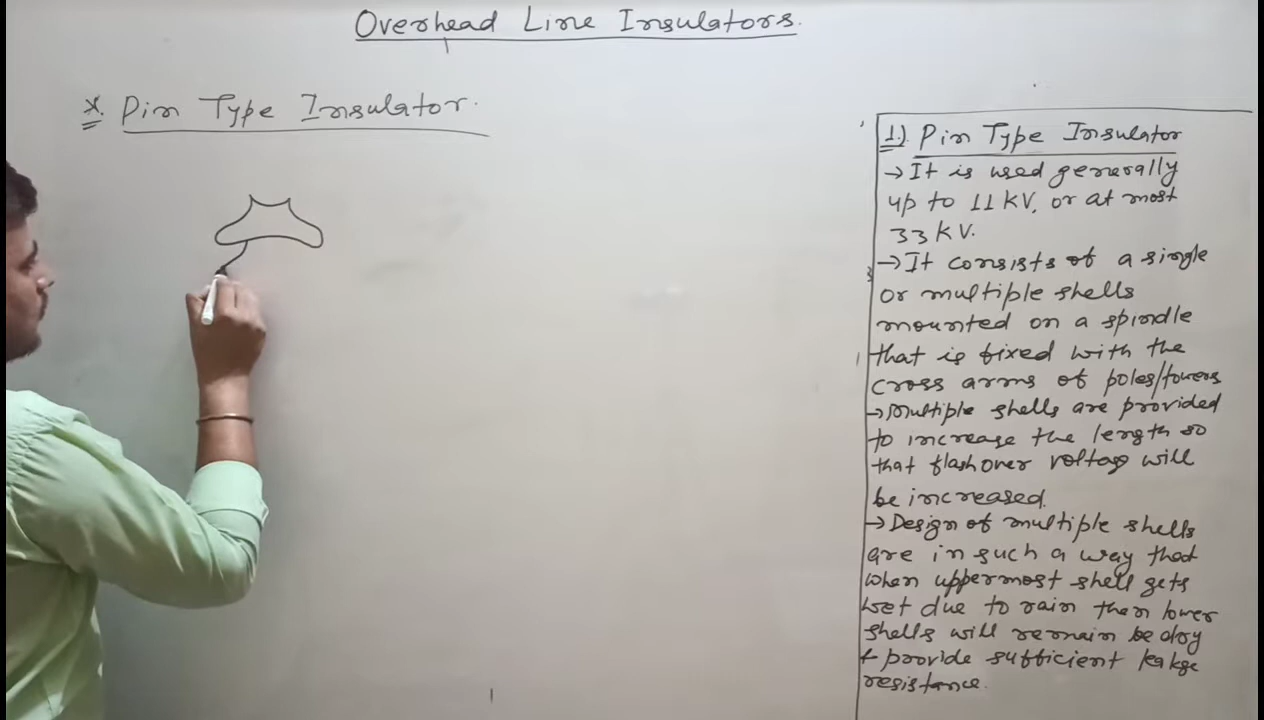 Overhead Line Insulators.
* Pin Type Insulator.
1.) Pin Type Insulator
→ It is used generally
up to 11 KV, or at most
33 KV.
→ It consists of a single
or multiple shells
mounted on a spindle
that is fixed with the
cross arms of poles/towers
→ Multiple shells are provided
to increase the length so
that flashover voltage will
be increased.
→ Design of multiple shells
are in such a way that
when uppermost shell gets
wet due to rain then lower
shells will remain be dry
& provide sufficient leakge
resistance.